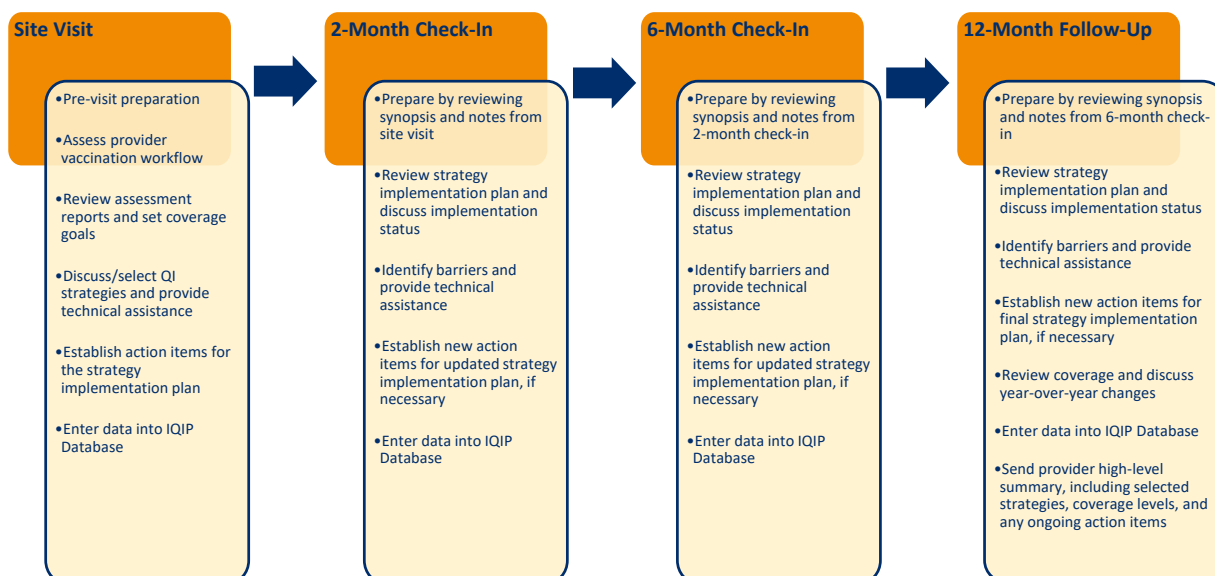 Site Visit
•Pre-visit preparation
•Assess provider
vaccination workflow
•Review assessment
reports and set coverage
goals
•Discuss/select QI
strategies and provide
technical assistance
•Establish action items for
the strategy
implementation plan
•Enter data into IQIP
Database
2-Month Check-In
•Prepare by reviewing
synopsis and notes from
site visit
•Review strategy
implementation plan and
discuss implementation
status
•Identify barriers and
provide technical
assistance
•Establish new action
items for updated strategy
implementation plan, if
necessary
•Enter data into IQIP
Database
6-Month Check-In
•Prepare by reviewing
synopsis and notes from
2-month check-in
•Review strategy
implementation plan and
discuss implementation
status
•Identify barriers and
provide technical
assistance
•Establish new action
items for updated strategy
implementation plan, if
necessary
•Enter data into IQIP
Database
12-Month Follow-Up
•Prepare by reviewing
synopsis and notes
from 6-month check-
in
•Review strategy
implementation plan and
discuss implementation status
•Identify barriers and provide
technical assistance
•Establish new action items for
final strategy implementation
plan, if necessary
•Review coverage and discuss
year-over-year changes
•Enter data into IQIP Database
•Send provider high-level
summary, including selected
strategies, coverage levels, and
any ongoing action items